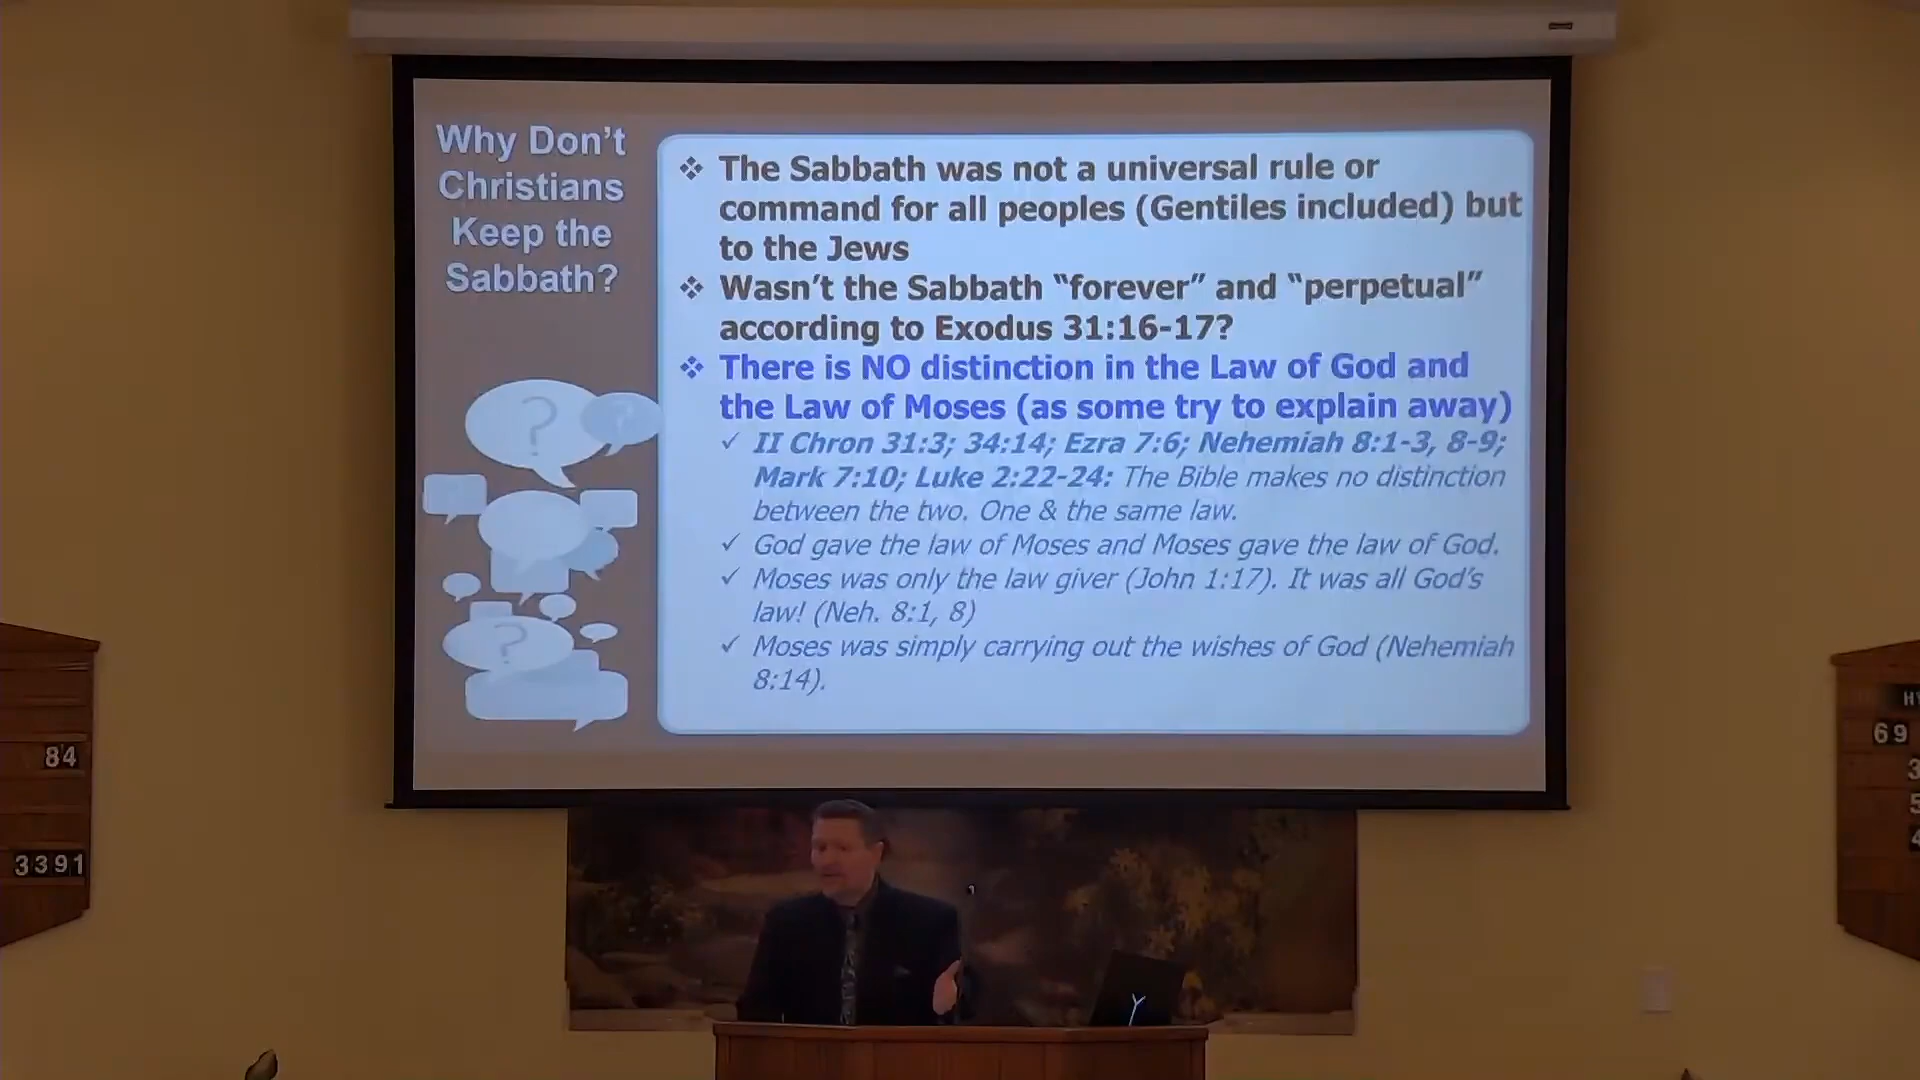 Why Don't
Christians
Keep the
Sabbath?
❖ The Sabbath was not a universal rule or
command for all peoples (Gentiles included) but
to the Jews
❖ Wasn't the Sabbath "forever" and "perpetual"
according to Exodus 31:16-17?
❖ There is NO distinction in the Law of God and
the Law of Moses (as some try to explain away)
✓ II Chron 31:3; 34:14; Ezra 7:6; Nehemiah 8:1-3, 8-9;
Mark 7:10; Luke 2:22-24: The Bible makes no distinction
between the two. One & the same law.
✓ God gave the law of Moses and Moses gave the law of God.
✓ Moses was only the law giver (John 1:17). It was all God's
law! (Neh. 8:1, 8)
✓ Moses was simply carrying out the wishes of God (Nehemiah
8:14).
?
?
?
84
3391
HY
69
3
5
4